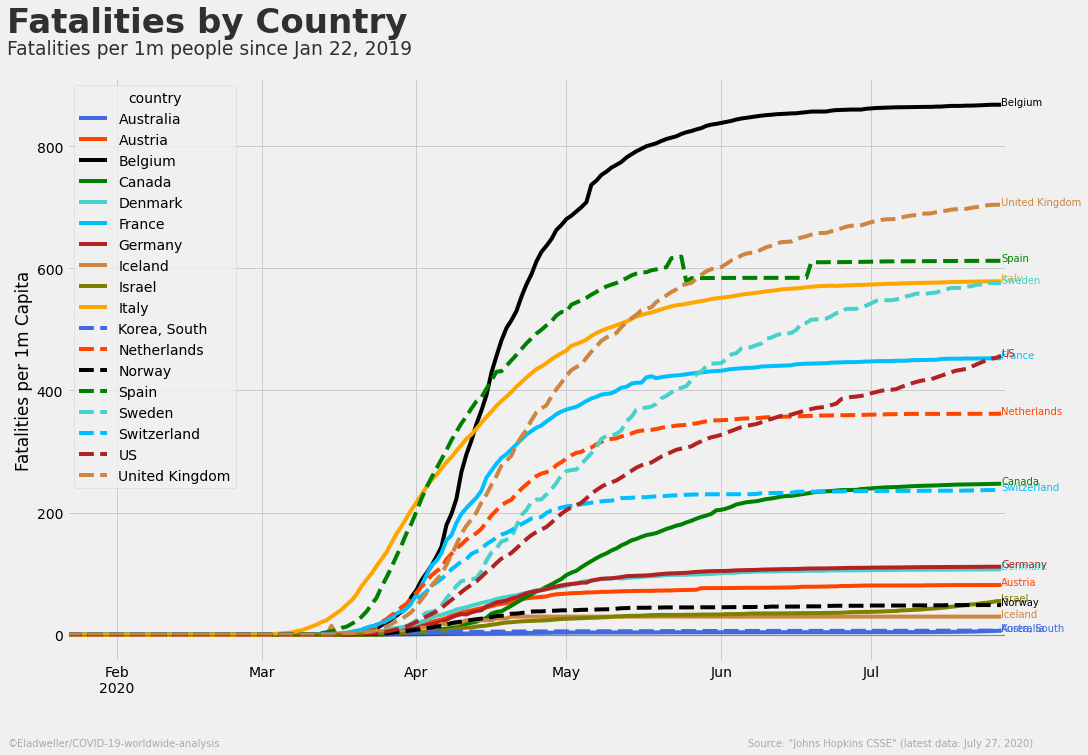 Fatalities by Country
Fatalities per 1m people since Jan 22, 2019
country
Australia
Austria
Belgium
Canada
Denmark
France
Germany
Iceland
Israel
Italy
Korea, South
Netherlands
Norway
Spain
Sweden
Switzerland
US
United Kingdom
Fatalities per 1m Capita
800
600
400
200
0
Feb
2020
Mar
Apr
May
Jun
Jul
Belgium
United Kingdom
Spain
Italy
Sweden
US
France
Netherlands
Canada
Switzerland
Germany
Denmark
Austria
Israel
Norway
Iceland
Australia
Korea, South
©Eladweller/COVID-19-worldwide-analysis
Source: "Johns Hopkins CSSE" (latest data: July 27, 2020)